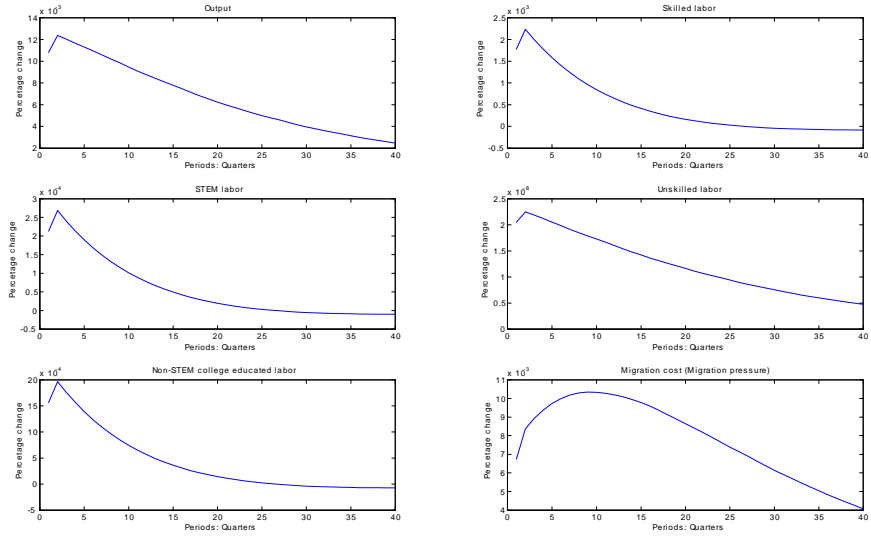 Output
x 10^3
14
12
10
8
6
4
2
Percetage change
0 5 10 15 20 25 30 35 40
Periods: Quarters
Skilled labor
x 10^3
2.5
2
1.5
1
0.5
0
-0.5
Percetage change
0 5 10 15 20 25 30 35 40
Periods: Quarters
STEM labor
x 10^4
3
2.5
2
1.5
1
0.5
0
-0.5
Percetage change
0 5 10 15 20 25 30 35 40
Periods: Quarters
Unskilled labor
x
2.5
2
1.5
1
0.5
0
Percetage change
0 5 10 15 20 25 30 35 40
Periods: Quarters
Non-STEM college educated labor
x 10^4
20
15
10
5
0
-5
Percetage change
0 5 10 15 20 25 30 35 40
Periods: Quarters
Migration cost (Migration pressure)
x 10^3
11
10
9
8
7
6
5
4
Percetage change
0 5 10 15 20 25 30 35 40
Periods: Quarters